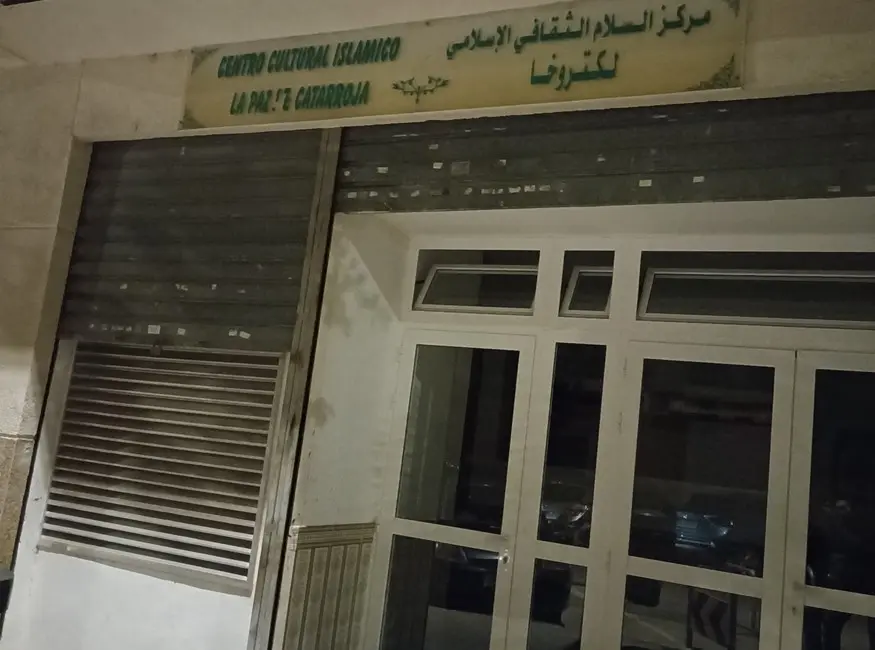 CENTRO CULTURAL ISLAMICO
LA PAZ
CATARROJA
مركز السلام الثقافي الإسلامي
لكتروخا